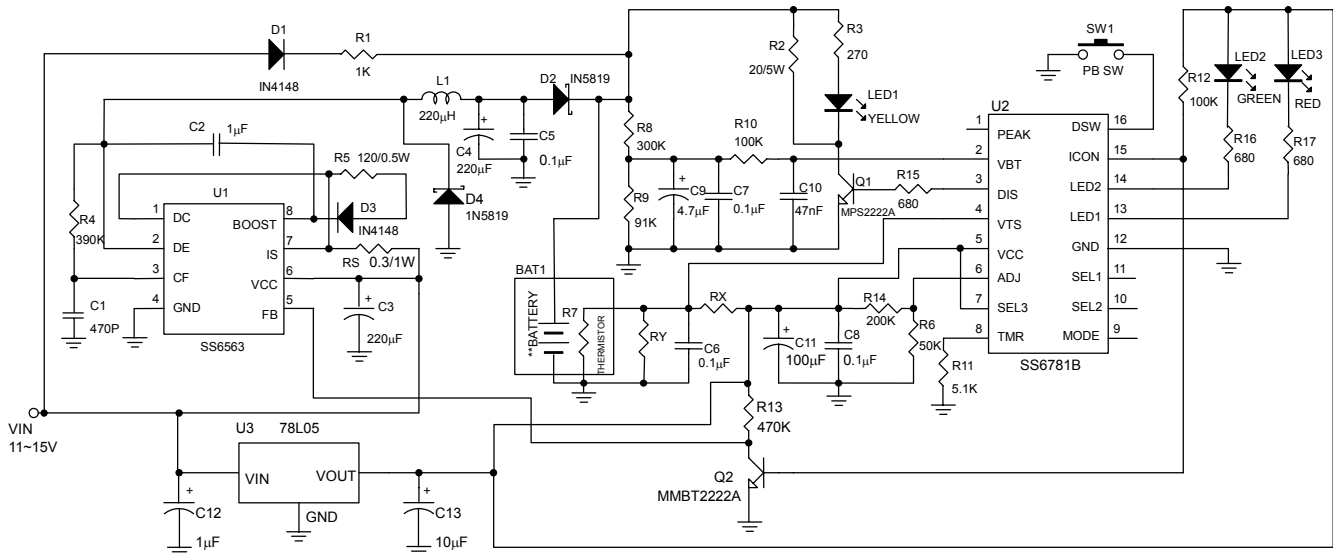 D1
IN4148
R1
1K
L1
220µH
D2
IN5819
R2
20/5W
R3
270
LED1
YELLOW
SW1
PB SW
R12
100K
LED2
GREEN
LED3
RED
R16
680
R17
680
C2
1µF
+
C4
220µF
C5
0.1µF
D4
1N5819
R8
300K
R9
91K
R10
100K
+
C9
4.7µF
C7
0.1µF
C10
47nF
Q1
MPS2222A
R15
680
U2
1
PEAK
2
VBT
3
DIS
4
VTS
5
VCC
6
ADJ
7
SEL3
8
TMR
16
DSW
15
ICON
14
LED2
13
LED1
12
GND
11
SEL1
10
SEL2
9
MODE
SS6781B
R4
390K
C1
470P
U1
1
DC
2
DE
3
CF
4
GND
8
BOOST
7
IS
6
VCC
5
FB
SS6563
R5
120/0.5W
D3
IN4148
RS
0.3/1W
+
C3
220µF
BAT1
**BATTERY
R7
THERMISTOR
RY
RX
C6
0.1µF
+
C11
100µF
C8
0.1µF
R14
200K
R6
50K
R11
5.1K
R13
470K
Q2
MMBT2222A
VIN
11~15V
U3
78L05
VIN
VOUT
GND
+
C12
1µF
+
C13
10µF